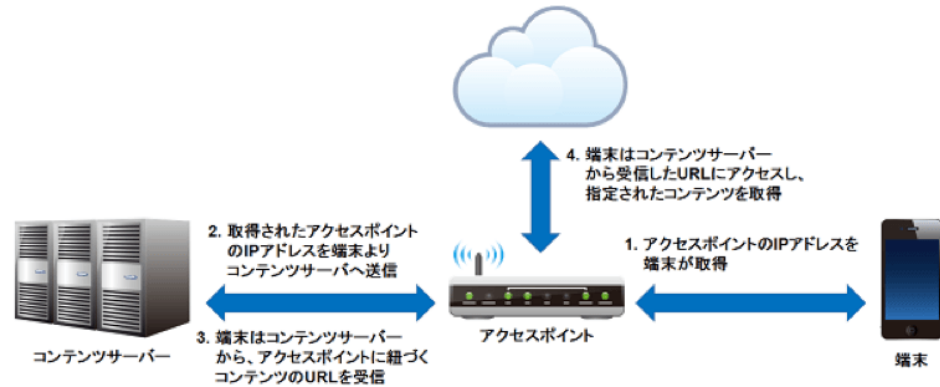 4. 端末はコンテンツサーバー
から受信したURLにアクセスし、
指定されたコンテンツを取得
2. 取得されたアクセスポイント
のIPアドレスを端末より
コンテンツサーバへ送信
1. アクセスポイントのIPアドレスを
端末が取得
3. 端末はコンテンツサーバー
から、アクセスポイントに紐づく
コンテンツのURLを受信
コンテンツサーバー
アクセスポイント
端末